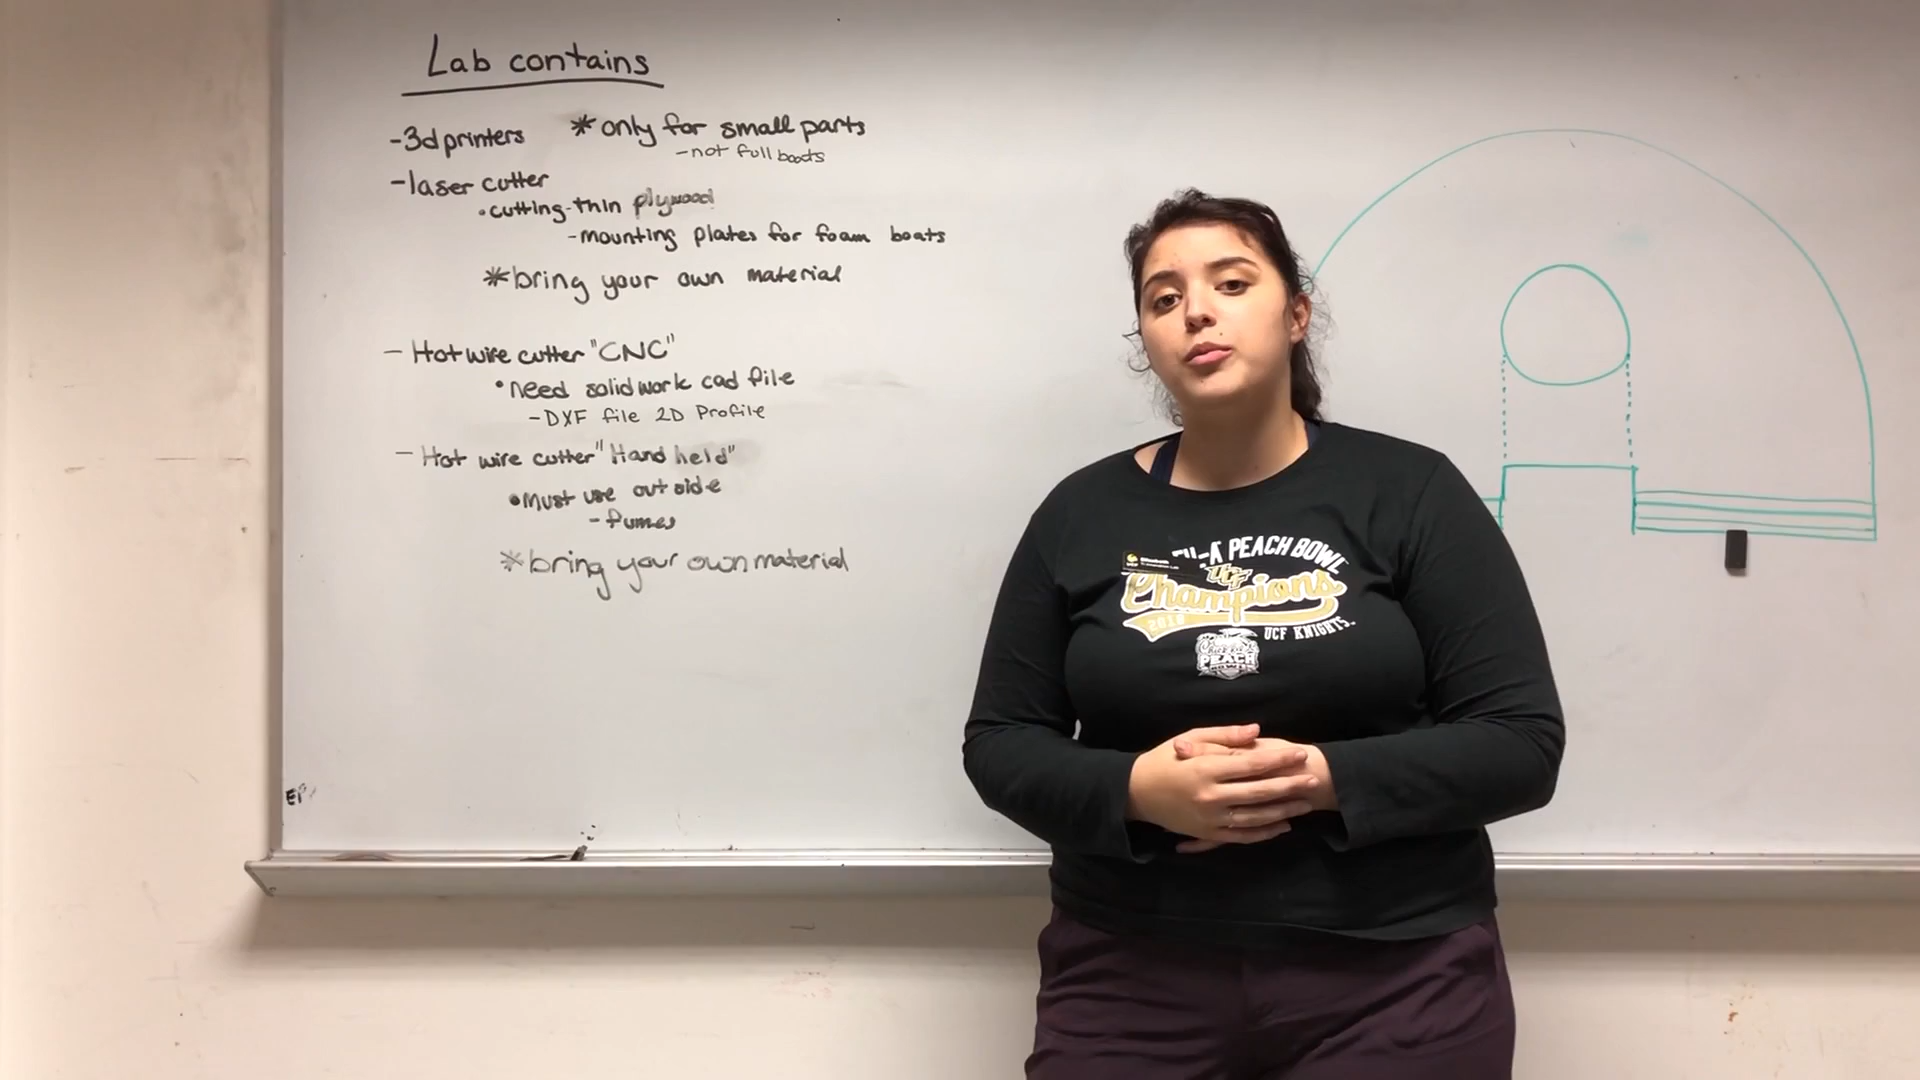 Lab contains
-3d printers *only for small parts
-not full boats
-laser cutter
•cutting-thin plywood
-mounting plates for foam boats
*bring your own material
- Hot wire cutter "CNC"
•need solidwork cad file
-DXF file 2D Profile
- Hot wire cutter "Hand held"
•Must use outside
-fumes
*bring your own material
PEACH BOWL
UCF
Champions
2018
UCF KNIGHTS
PEACH